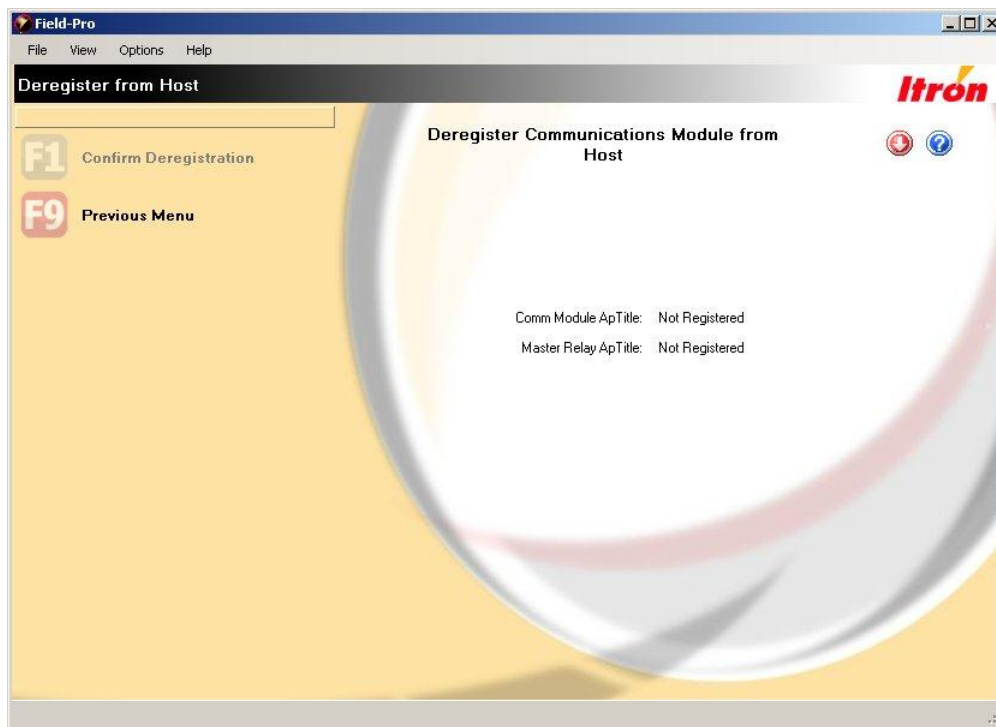 Field-Pro
File View Options Help
Deregister from Host
Itron
F1 Confirm Deregistration
F9 Previous Menu
Deregister Communications Module from
Host
?
Comm Module ApTitle: Not Registered
Master Relay ApTitle: Not Registered